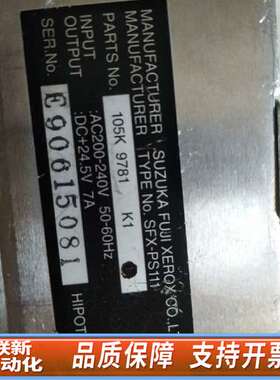 MANUFACTURER SUZUKA FUJI XEROX CO.,L
MANUFACTURER TYPE No. SFX-PS111
PARTS No. 105K 9781 K1
INPUT :AC200-240V 50-60Hz
OUTPUT :DC+24.5V 7A
SER.No. E90615081
HIPOT
联新
动化
品质保障 支持开票